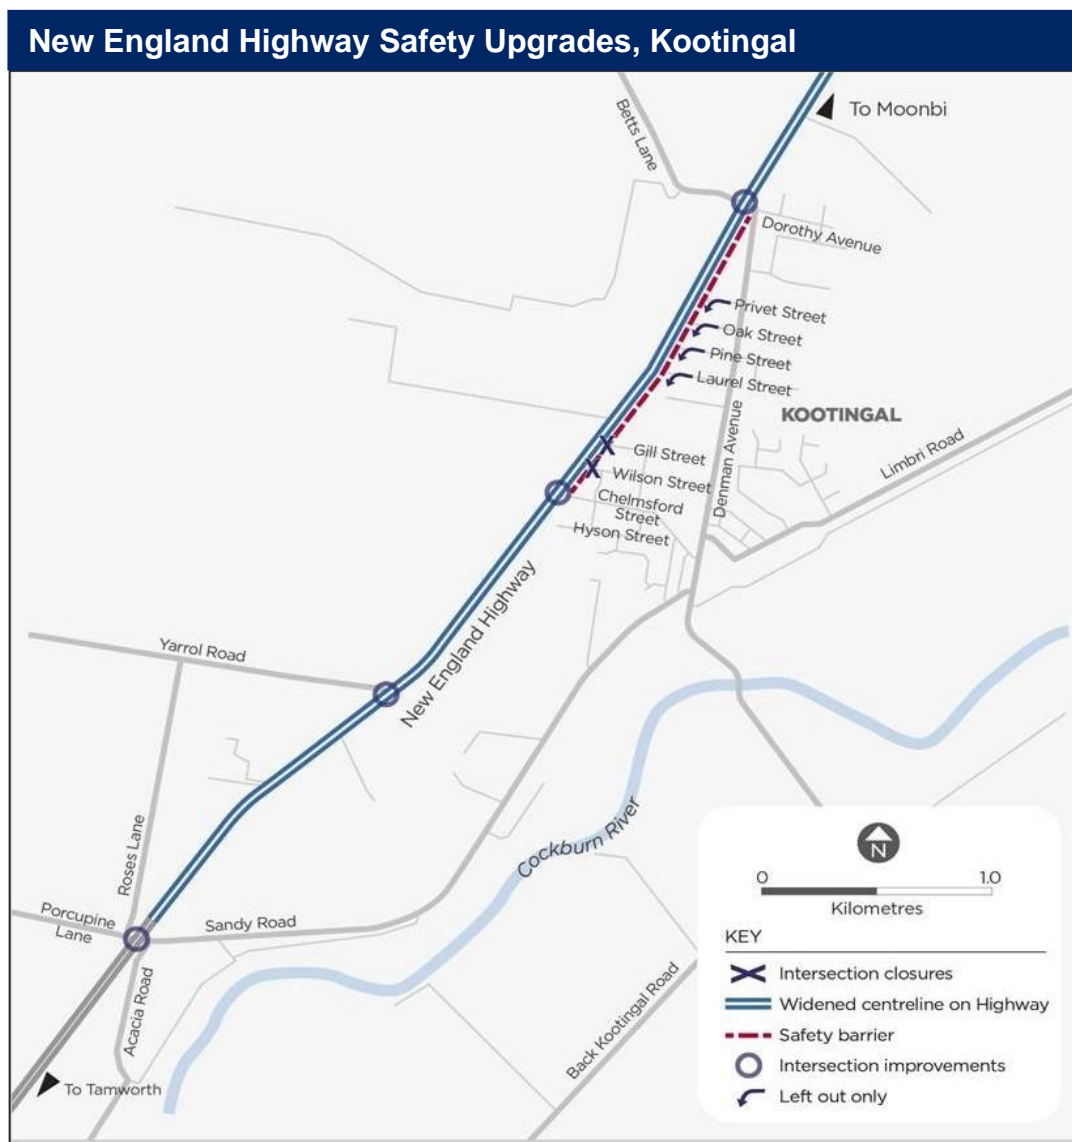 New England Highway Safety Upgrades, Kootingal
To Moonbi
Betts Lane
Dorothy Avenue
Privet Street
Oak Street
Pine Street
Laurel Street
KOOTINGAL
Denman Avenue
Limbri Road
Gill Street
Wilson Street
Chelmsford
Street
Hyson Street
New England Highway
Yarrol Road
Roses Lane
Cockburn River
Porcupine
Lane
Sandy Road
Acacia Road
Back Kootingal Road
To Tamworth
N
0 1.0
Kilometres
KEY
Intersection closures
Widened centreline on Highway
Safety barrier
Intersection improvements
Left out only